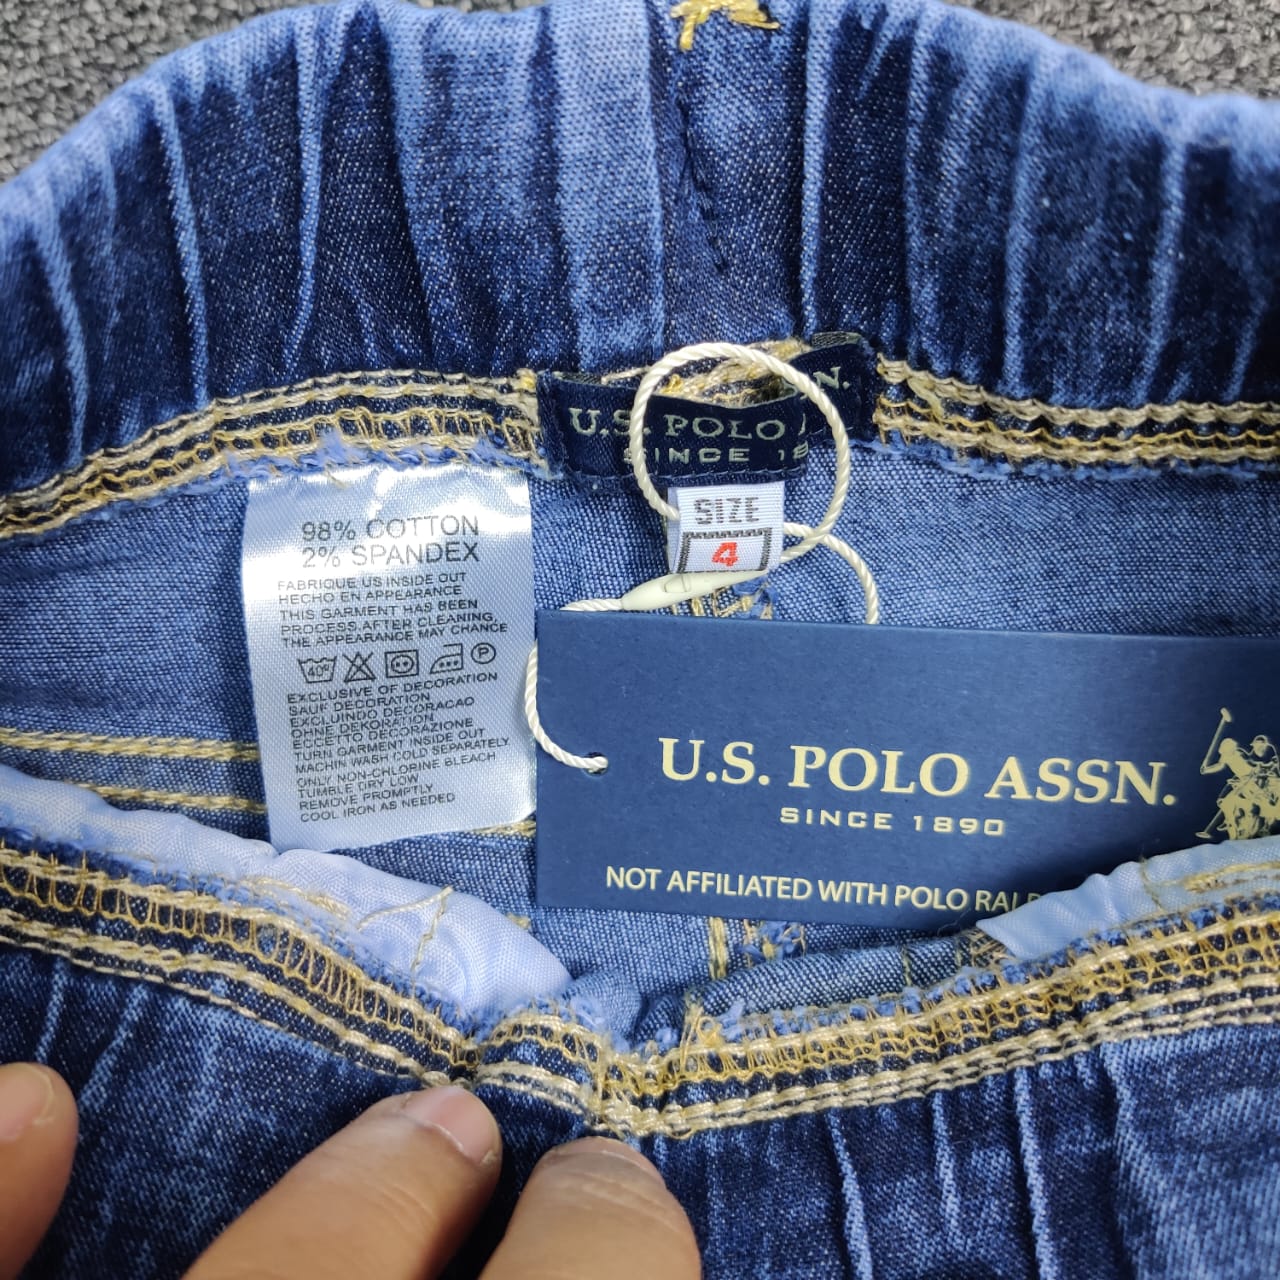 U.S. POLO
N.
SINCE 18
SIZE
4
98% COTTON
2% SPANDEX
FABRIQUE US INSIDE OUT
HECHO EN APPEARANCE
THIS GARMENT HAS BEEN
PROCESS.AFTER CLEANING,
THE APPEARANCE MAY CHANCE
40° P
EXCLUSIVE OF DECORATION
SAUF DECORATION
EXCLUINDO DECORACAO
OHNE DEKORATION
ECCETTO DECORAZIONE
TURN GARMENT INSIDE OUT
MACHIN WASH COLD SEPARATELY
ONLY NON-CHLORINE BLEACH
TUMBLE DRY LOW
REMOVE PROMPTLY
COOL IRON AS NEEDED
U.S. POLO ASSN.
SINCE 1890
NOT AFFILIATED WITH POLO RALP